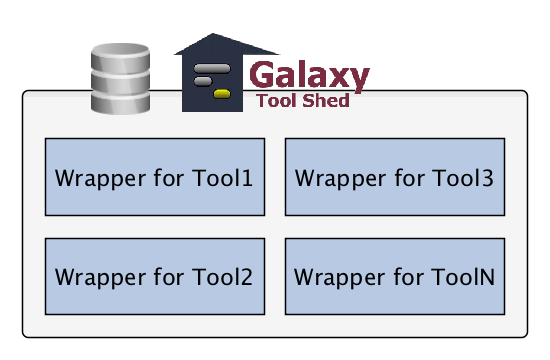 Galaxy
Tool Shed
Wrapper for Tool1
Wrapper for Tool3
Wrapper for Tool2
Wrapper for ToolN